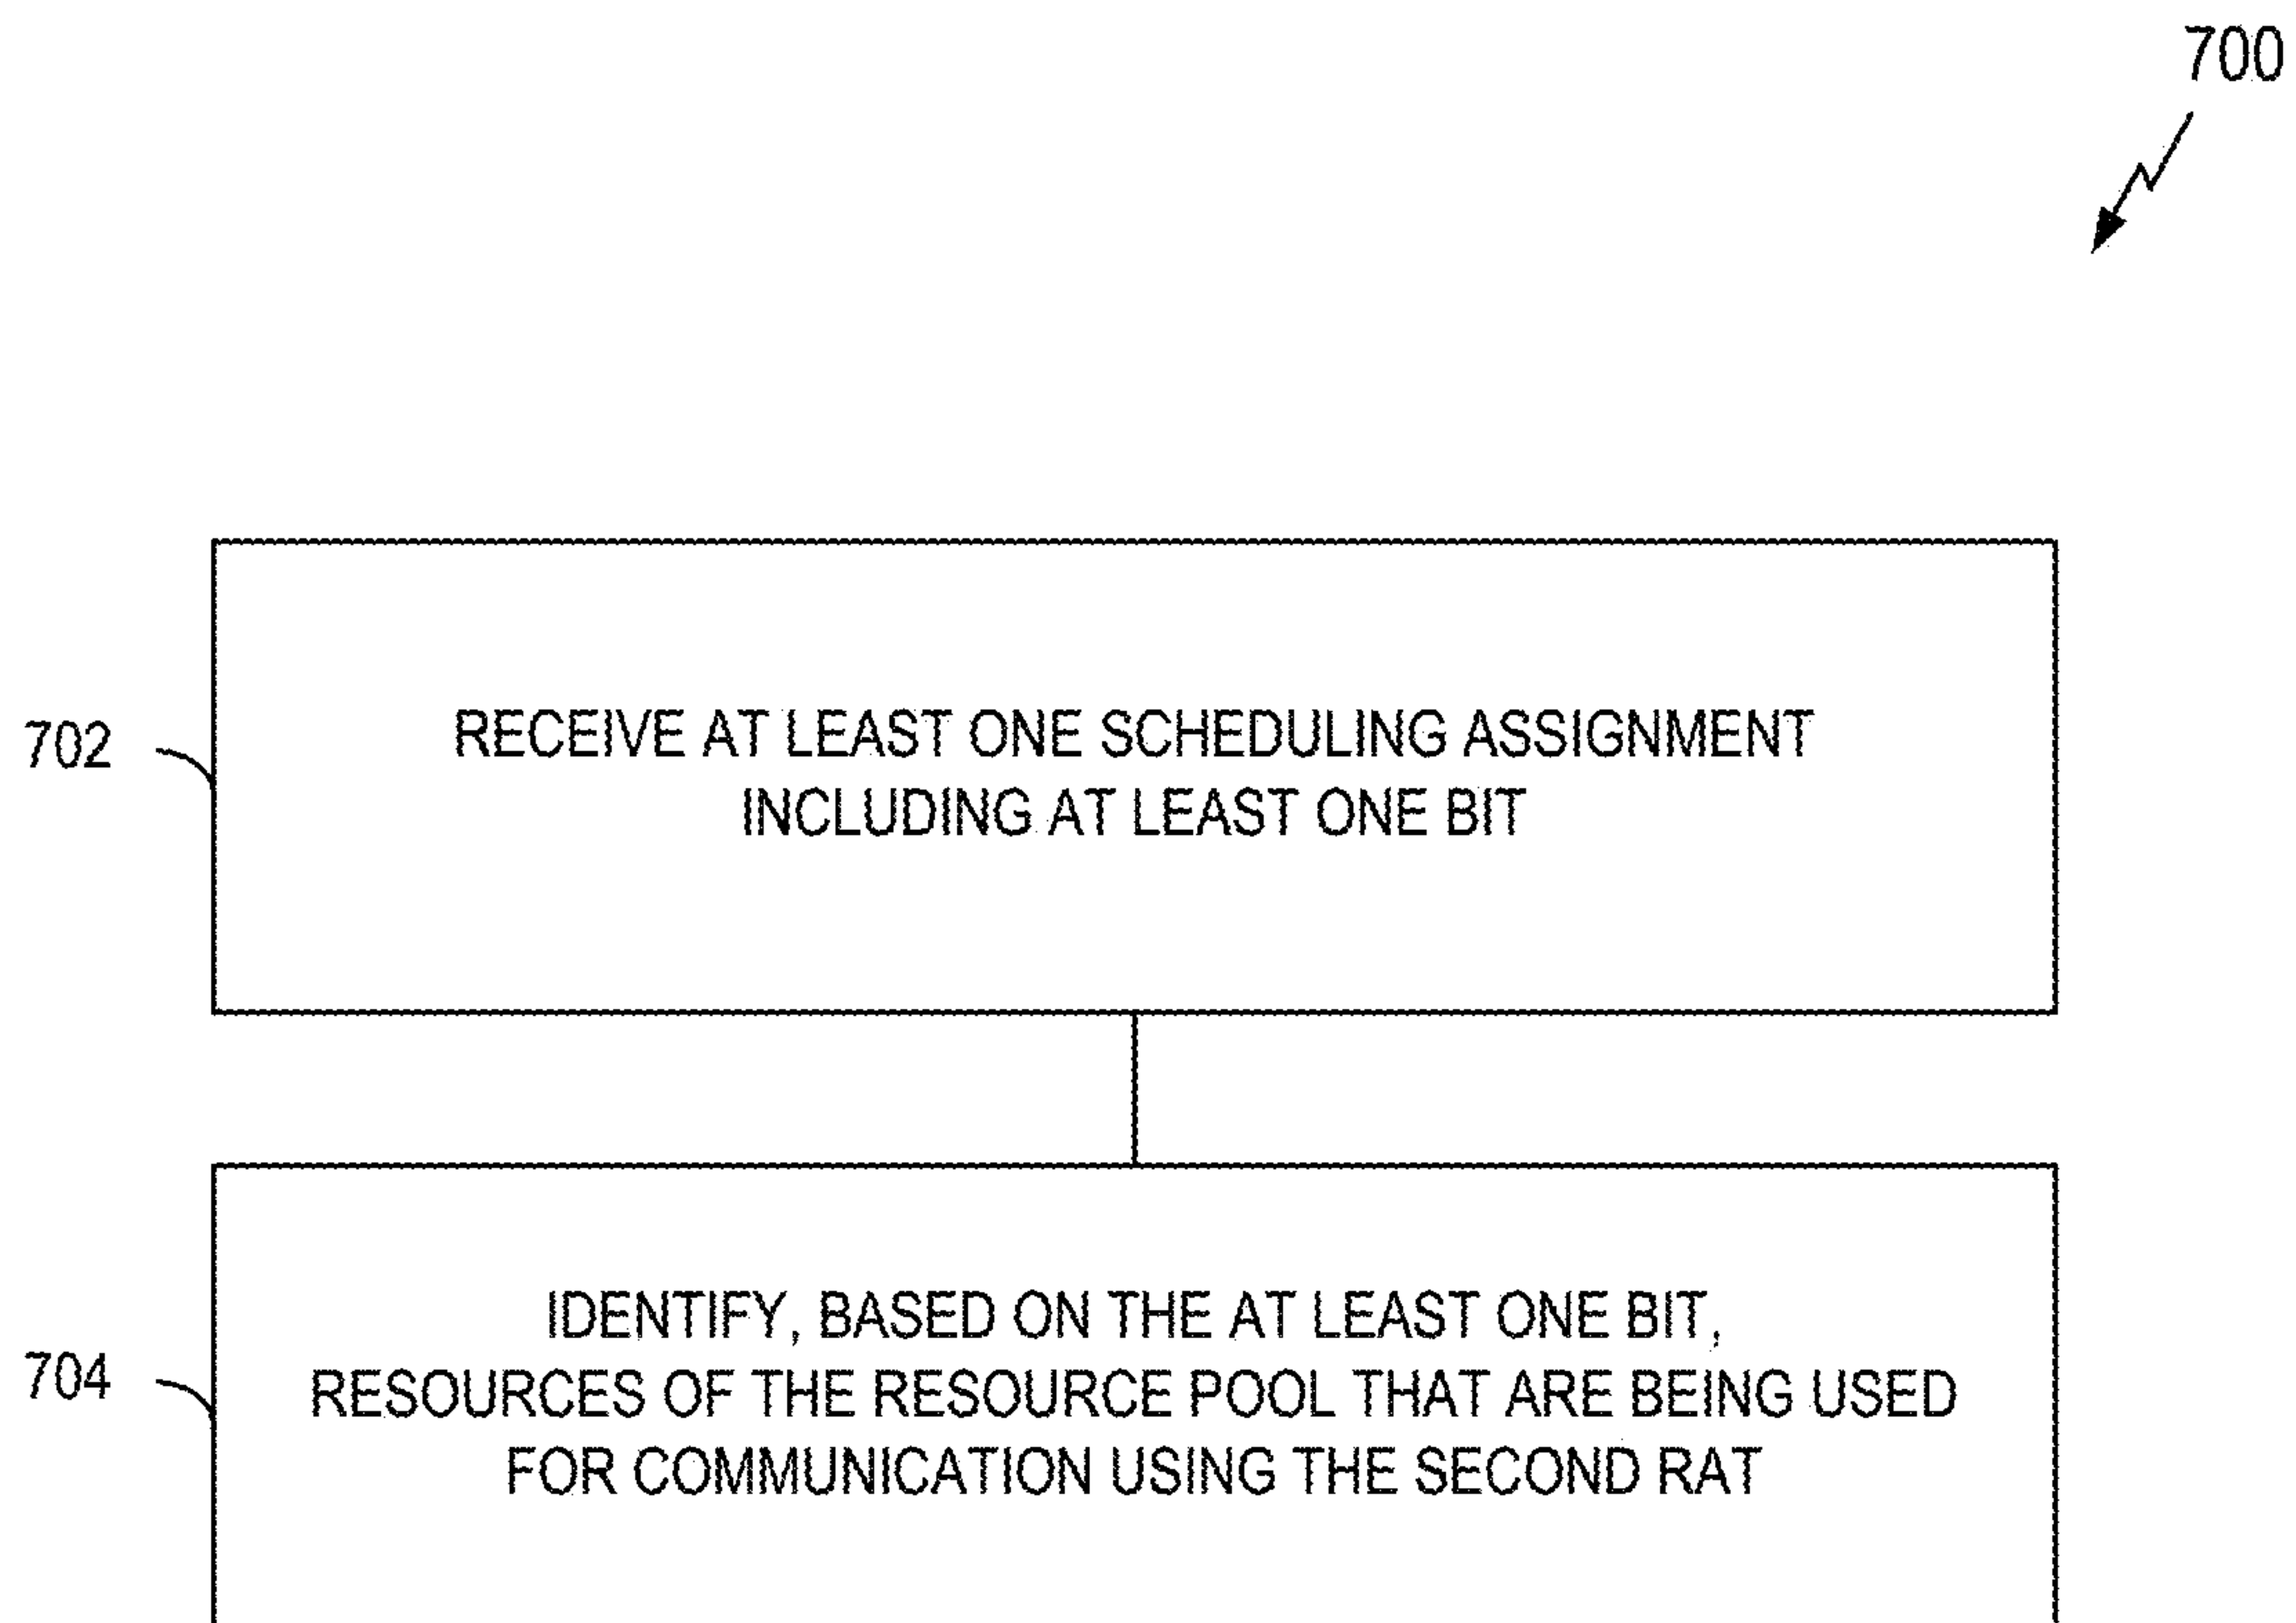 700
702
RECEIVE AT LEAST ONE SCHEDULING ASSIGNMENT
INCLUDING AT LEAST ONE BIT
704
IDENTIFY, BASED ON THE AT LEAST ONE BIT,
RESOURCES OF THE RESOURCE POOL THAT ARE BEING USED
FOR COMMUNICATION USING THE SECOND RAT